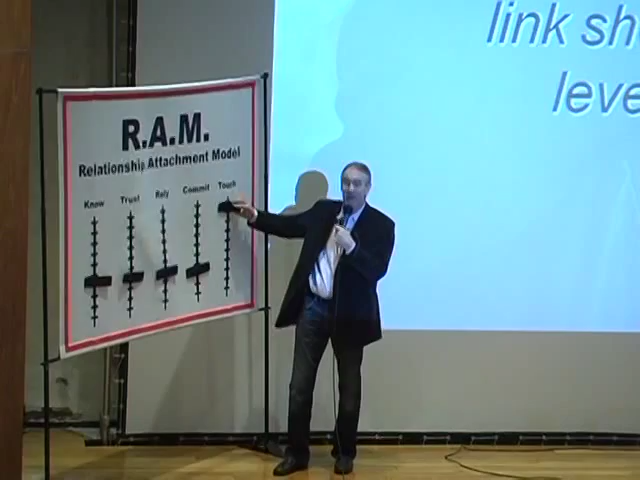 R.A.M.
Relationship Attachment Model
Know Trust Rely Commit Touch
link sh
leve